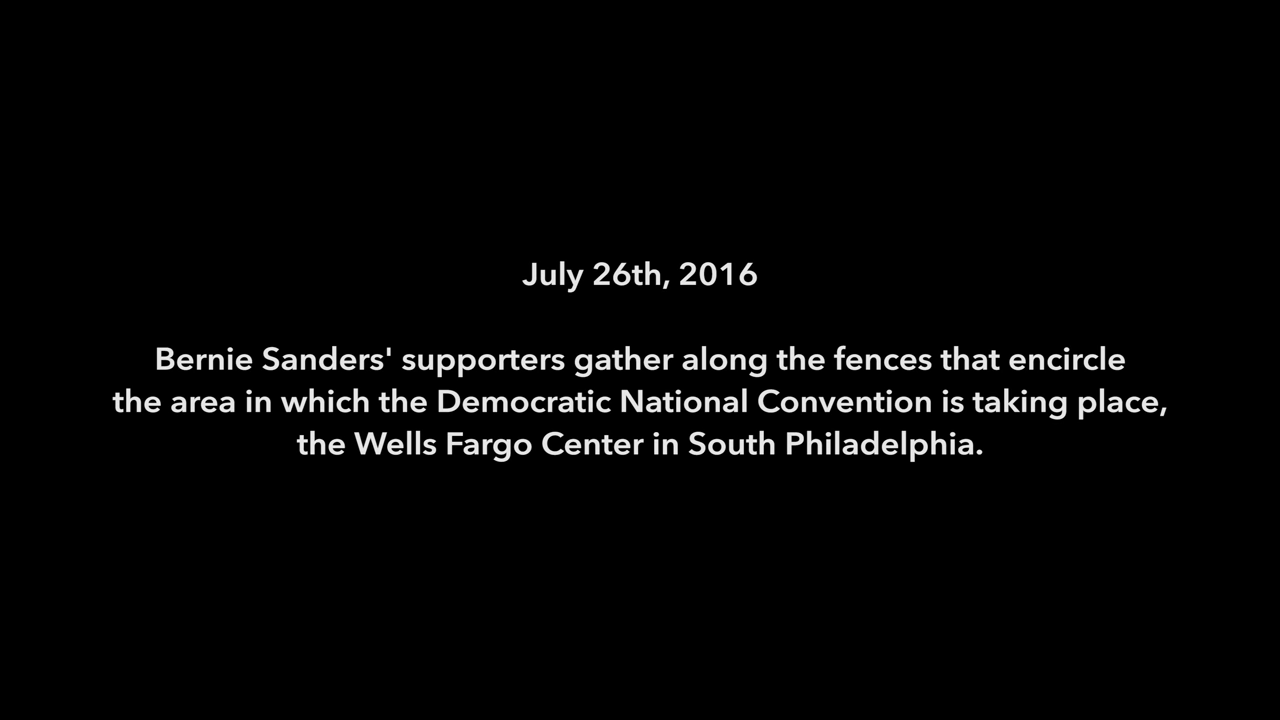 July 26th, 2016
Bernie Sanders' supporters gather along the fences that encircle
the area in which the Democratic National Convention is taking place,
the Wells Fargo Center in South Philadelphia.